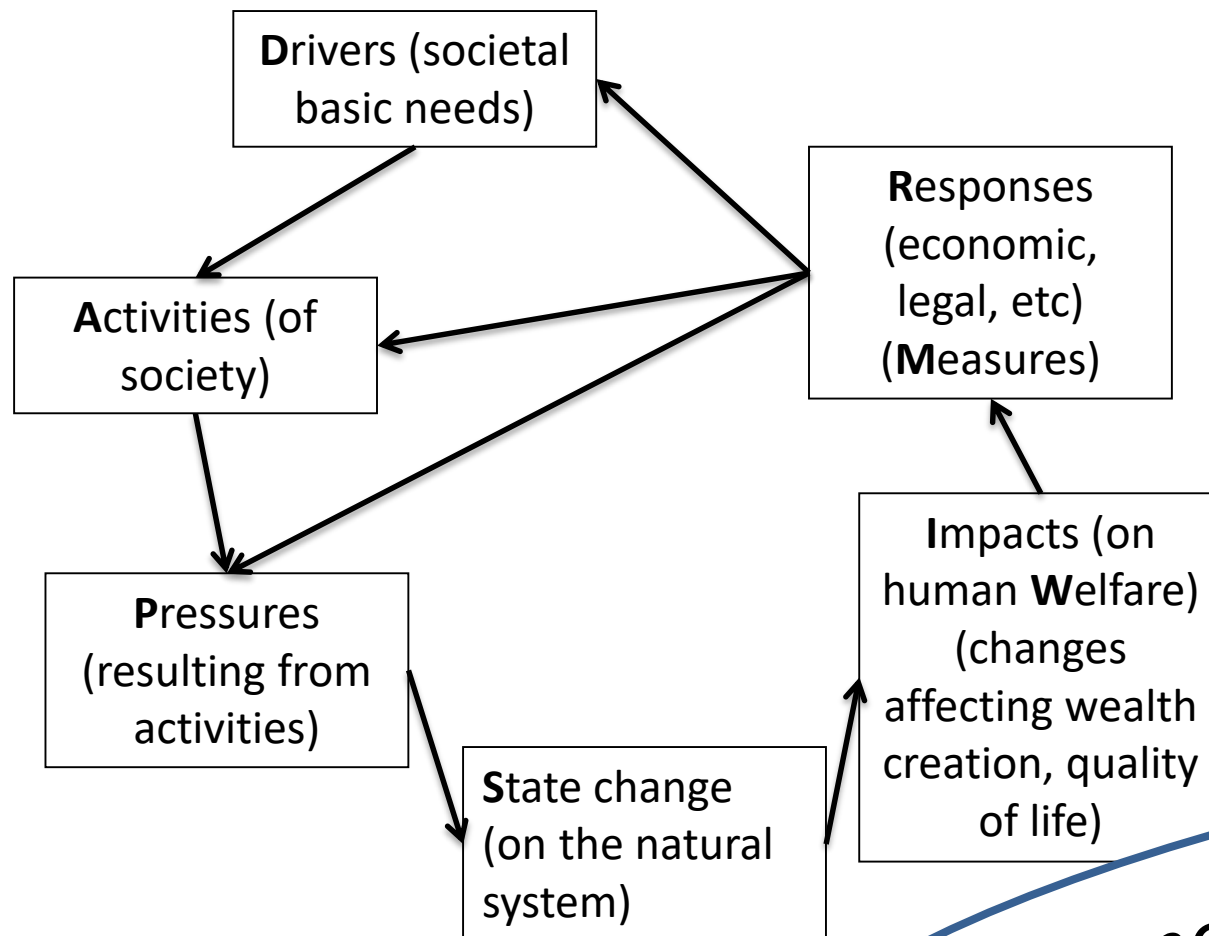 Drivers (societal
basic needs)
Responses
(economic,
legal, etc)
(Measures)
Activities (of
society)
Impacts (on
human Welfare)
(changes
affecting wealth
creation, quality
of life)
Pressures
(resulting from
activities)
State change
(on the natural
system)